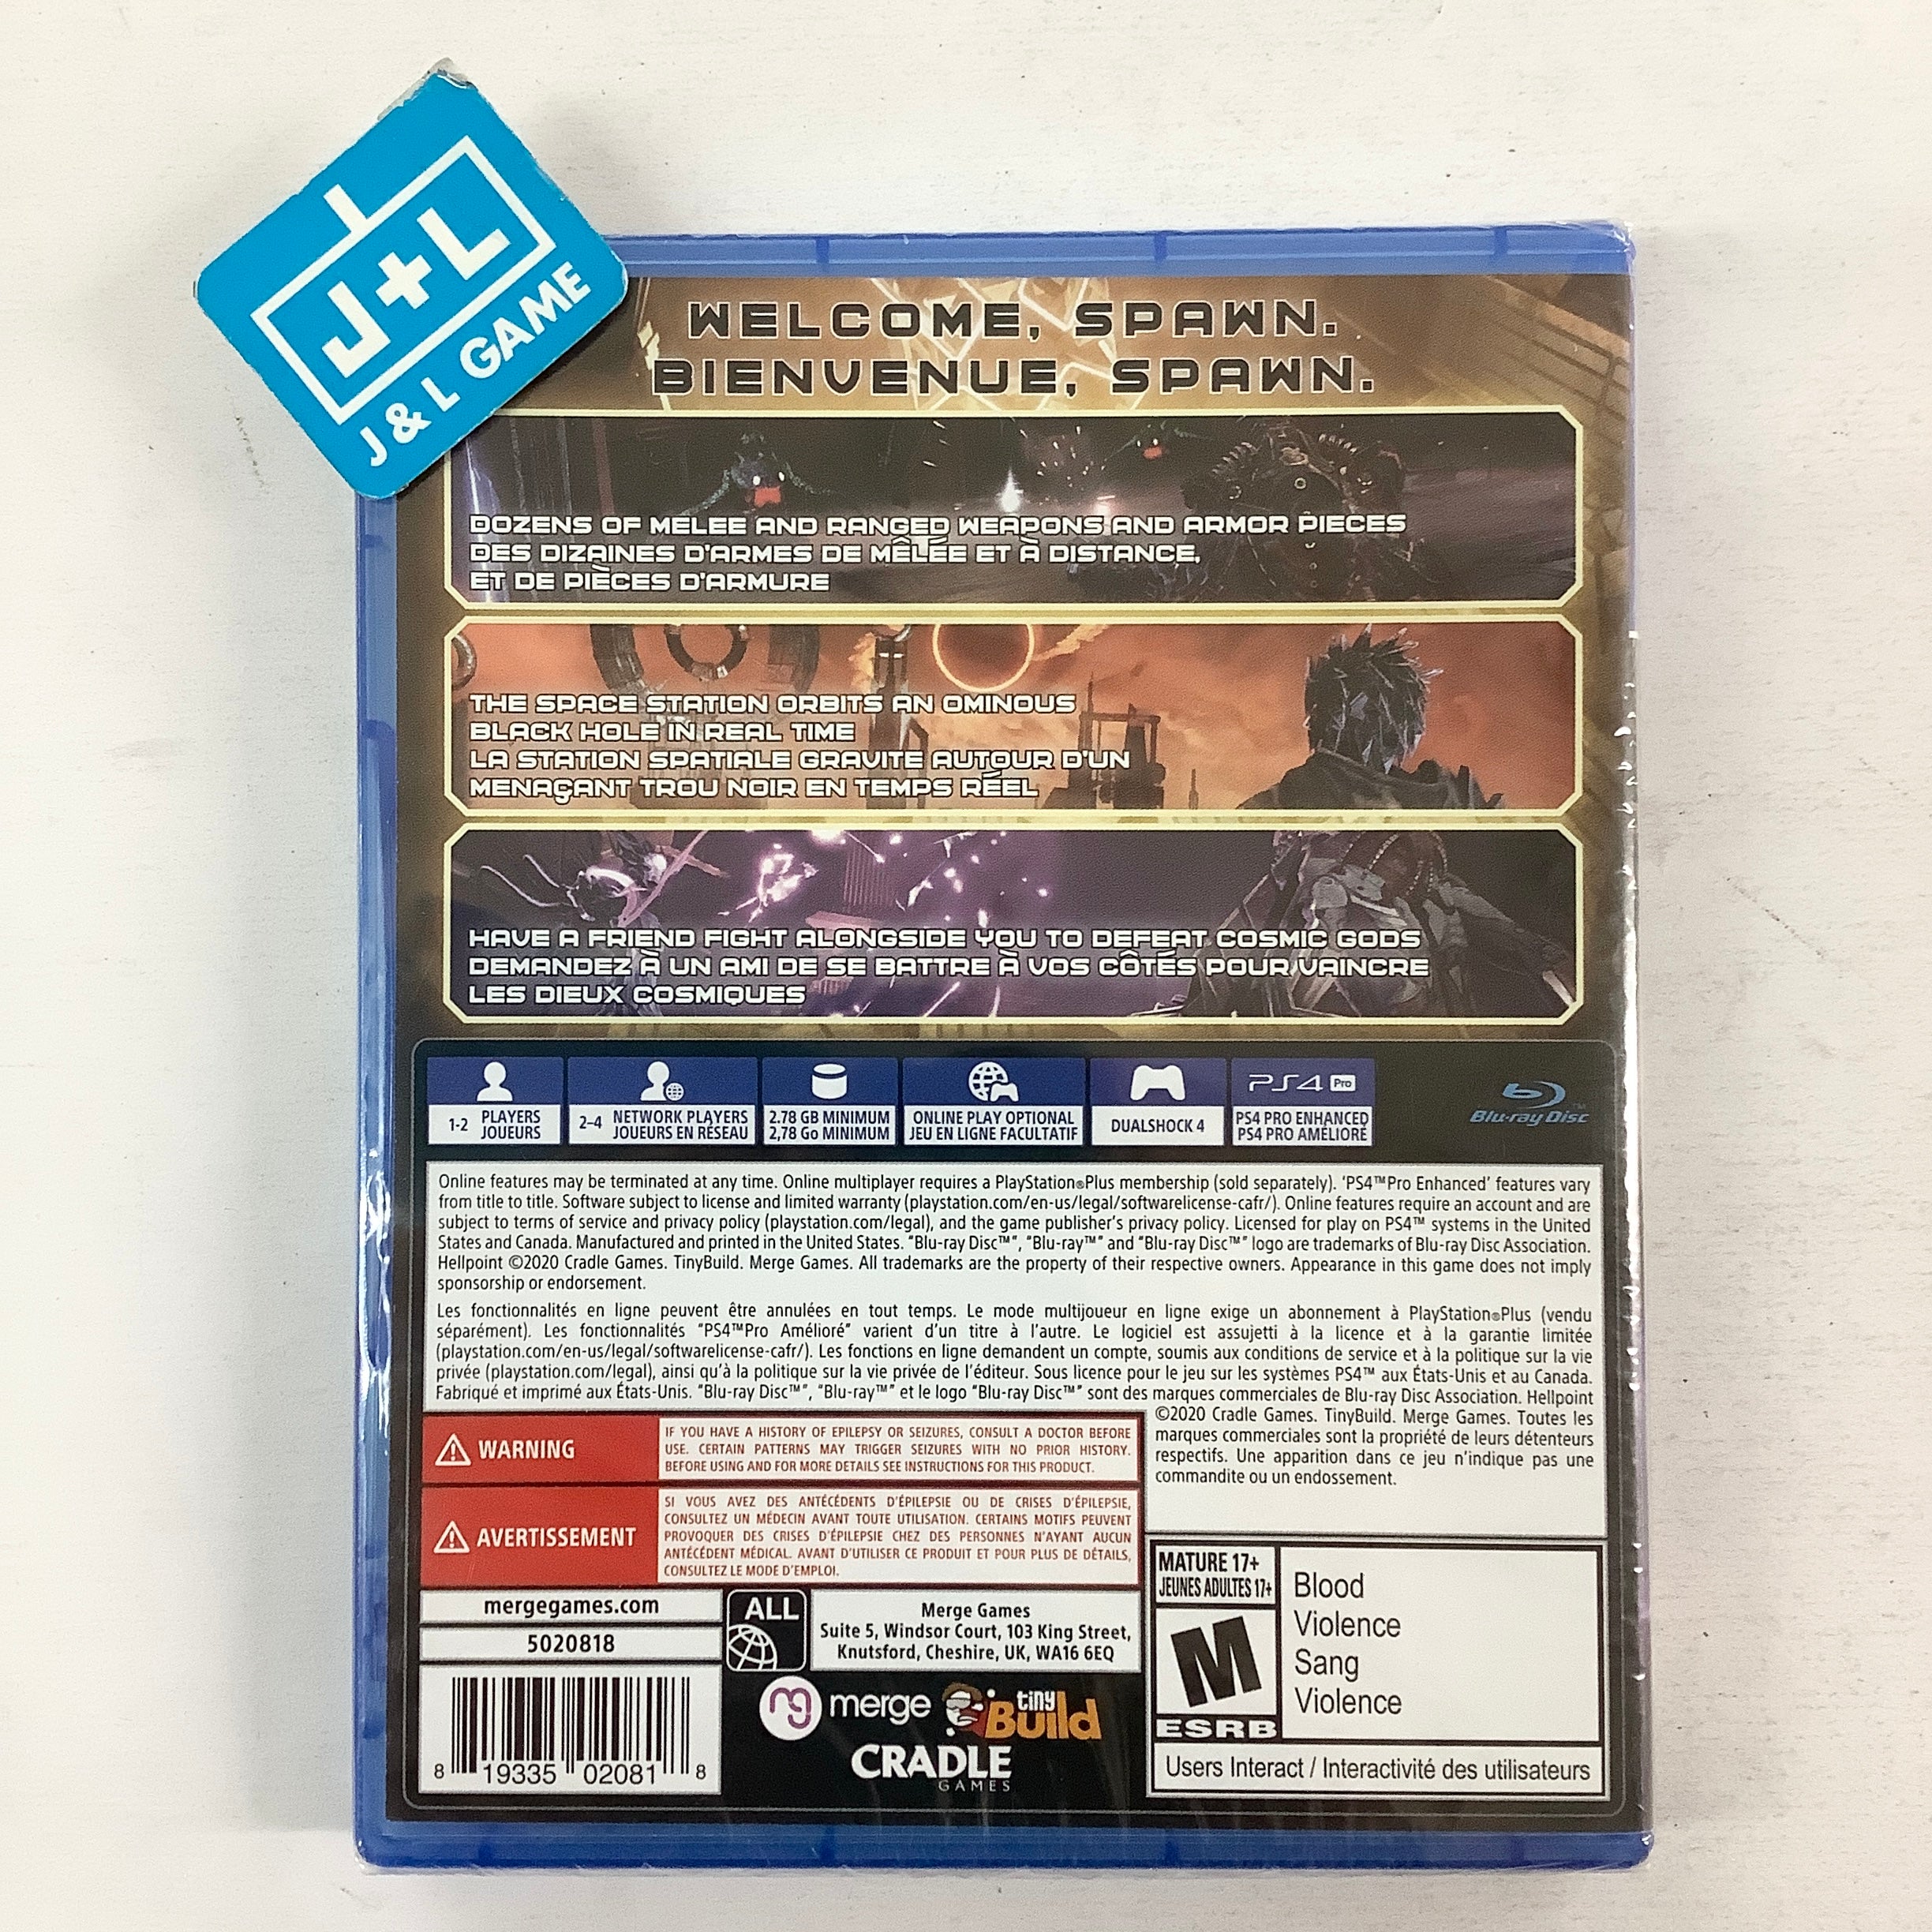 J+L
J & L GAME
WELCOME, SPAWN.
BIENVENUE, SPAWN.
DOZENS OF MELEE AND RANGED WEAPONS AND ARMOR PIECES
DES DIZAINES D'ARMES DE MÊLÉE ET À DISTANCE,
ET DE PIÈCES D'ARMURE
THE SPACE STATION ORBITS AN OMINOUS
BLACK HOLE IN REAL TIME
LA STATION SPATIALE GRAVITE AUTOUR D'UN
MENAÇANT TROU NOIR EN TEMPS RÉEL
HAVE A FRIEND FIGHT ALONGSIDE YOU TO DEFEAT COSMIC GODS
DEMANDEZ À UN AMI DE SE BATTRE À VOS CÔTÉS POUR VAINCRE
LES DIEUX COSMIQUES
1-2 PLAYERS
JOUEURS
2–4 NETWORK PLAYERS
JOUEURS EN RÉSEAU
2.78 GB MINIMUM
2,78 Go MINIMUM
ONLINE PLAY OPTIONAL
JEU EN LIGNE FACULTATIF
DUALSHOCK 4
PS4 Pro
PS4 PRO ENHANCED
PS4 PRO AMÉLIORÉ
Blu-ray Disc™
Online features may be terminated at any time. Online multiplayer requires a PlayStation®Plus membership (sold separately). 'PS4™Pro Enhanced' features vary
from title to title. Software subject to license and limited warranty (playstation.com/en-us/legal/softwarelicense-cafr/). Online features require an account and are
subject to terms of service and privacy policy (playstation.com/legal), and the game publisher's privacy policy. Licensed for play on PS4™ systems in the United
States and Canada. Manufactured and printed in the United States. "Blu-ray Disc™", "Blu-ray™" and "Blu-ray Disc™" logo are trademarks of Blu-ray Disc Association.
Hellpoint ©2020 Cradle Games. TinyBuild. Merge Games. All trademarks are the property of their respective owners. Appearance in this game does not imply
sponsorship or endorsement.
Les fonctionnalités en ligne peuvent être annulées en tout temps. Le mode multijoueur en ligne exige un abonnement à PlayStation®Plus (vendu
séparément). Les fonctionnalités "PS4™Pro Amélioré" varient d'un titre à l'autre. Le logiciel est assujetti à la licence et à la garantie limitée
(playstation.com/en-us/legal/softwarelicense-cafr/). Les fonctions en ligne demandent un compte, soumis aux conditions de service et à la politique sur la vie
privée (playstation.com/legal), ainsi qu'à la politique sur la vie privée de l'éditeur. Sous licence pour le jeu sur les systèmes PS4™ aux États-Unis et au Canada.
Fabriqué et imprimé aux États-Unis. "Blu-ray Disc™", "Blu-ray™" et le logo "Blu-ray Disc™" sont des marques commerciales de Blu-ray Disc Association. Hellpoint
©2020 Cradle Games. TinyBuild. Merge Games. Toutes les
marques commerciales sont la propriété de leurs détenteurs
respectifs. Une apparition dans ce jeu n'indique pas une
commandite ou un endossement.
WARNING
IF YOU HAVE A HISTORY OF EPILEPSY OR SEIZURES, CONSULT A DOCTOR BEFORE
USE. CERTAIN PATTERNS MAY TRIGGER SEIZURES WITH NO PRIOR HISTORY.
BEFORE USING AND FOR MORE DETAILS SEE INSTRUCTIONS FOR THIS PRODUCT.
AVERTISSEMENT
SI VOUS AVEZ DES ANTÉCÉDENTS D'ÉPILEPSIE OU DE CRISES D'ÉPILEPSIE,
CONSULTEZ UN MÉDECIN AVANT TOUTE UTILISATION. CERTAINS MOTIFS PEUVENT
PROVOQUER DES CRISES D'ÉPILEPSIE CHEZ DES PERSONNES N'AYANT AUCUN
ANTÉCÉDENT MÉDICAL. AVANT D'UTILISER CE PRODUIT ET POUR PLUS DE DÉTAILS,
CONSULTEZ LE MODE D'EMPLOI.
mergegames.com
5020818
ALL
Merge Games
Suite 5, Windsor Court, 103 King Street,
Knutsford, Cheshire, UK, WA16 6EQ
8 19335 02081 8
mg merge
tiny
Build
CRADLE
GAMES
MATURE 17+
JEUNES ADULTES 17+
M
ESRB
Blood
Violence
Sang
Violence
Users Interact / Interactivité des utilisateurs